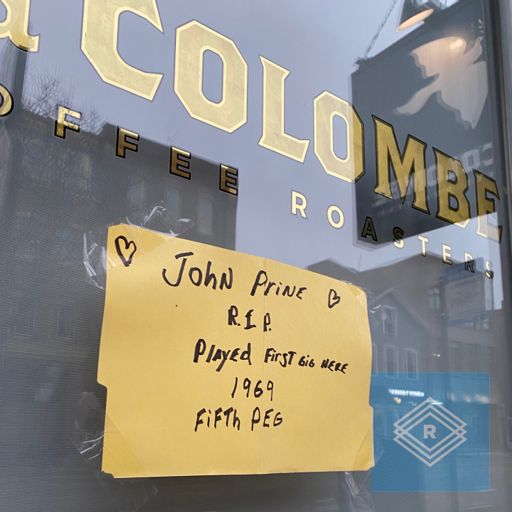 a COLOMBE
OFFEE ROASTERS
John Prine
R.I.P.
Played First Gig Here
1969
Fifth Peg
R